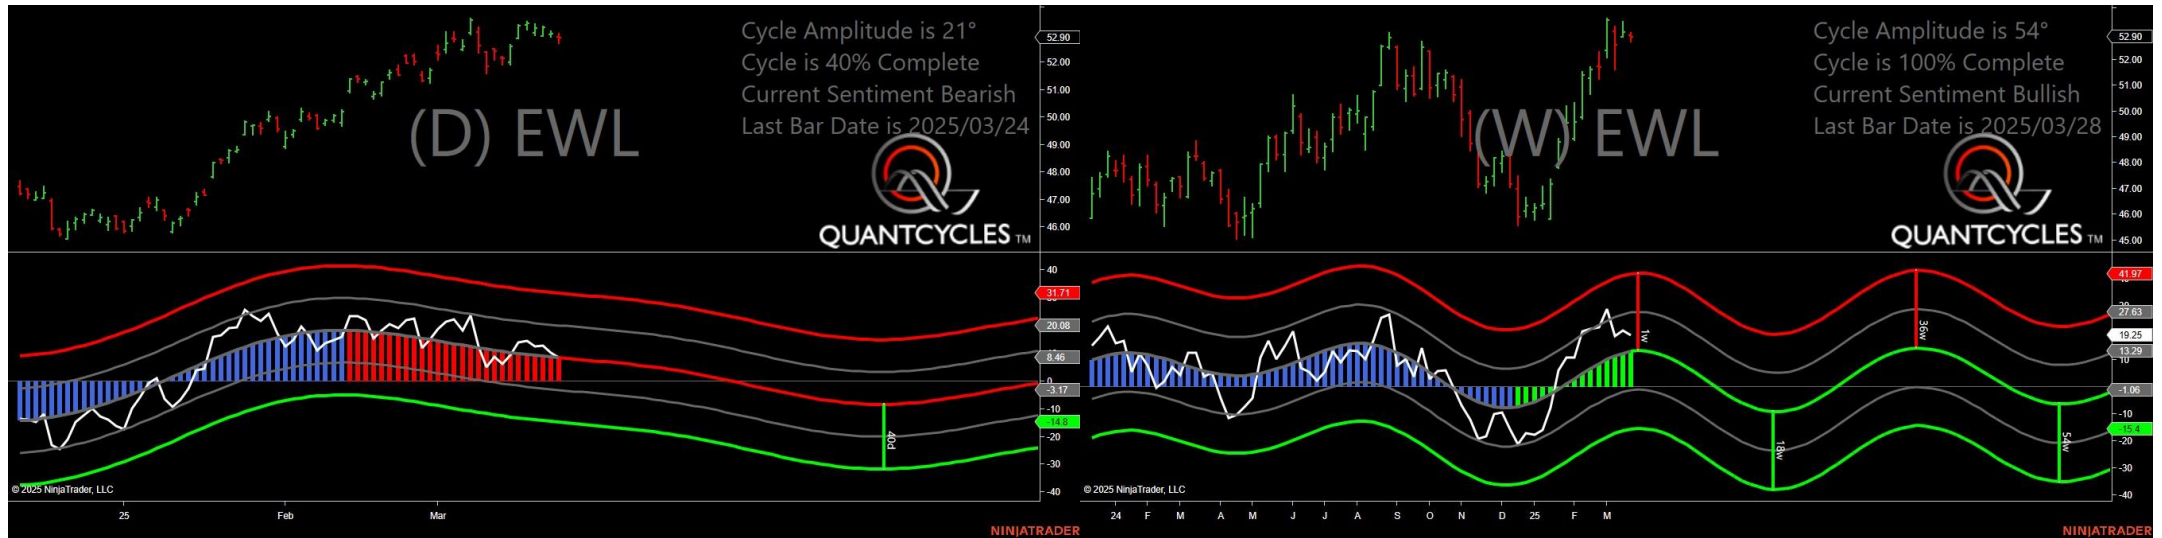 Cycle Amplitude is 21°
Cycle is 40% Complete
Current Sentiment Bearish
Last Bar Date is 2025/03/24
(D) EWL
QUANTCYCLES TM
52.90
52.00
51.00
50.00
49.00
48.00
47.00
46.00
40
31.71
20.08
8.46
0
-3.17
-10
-14.8
-20
-30
-40
40d
© 2025 NinjaTrader, LLC
25 Feb Mar
NINJATRADER
Cycle Amplitude is 54°
Cycle is 100% Complete
Current Sentiment Bullish
Last Bar Date is 2025/03/28
(W) EWL
QUANTCYCLES TM
52.90
52.00
51.00
50.00
49.00
48.00
47.00
46.00
45.00
41.97
27.63
19.25
13.29
-1.06
-10
-15.4
-20
-30
-40
1w
36w
18w
54w
© 2025 NinjaTrader, LLC
24 F M A M J J A S O N D 25 F M
NINJATRADER